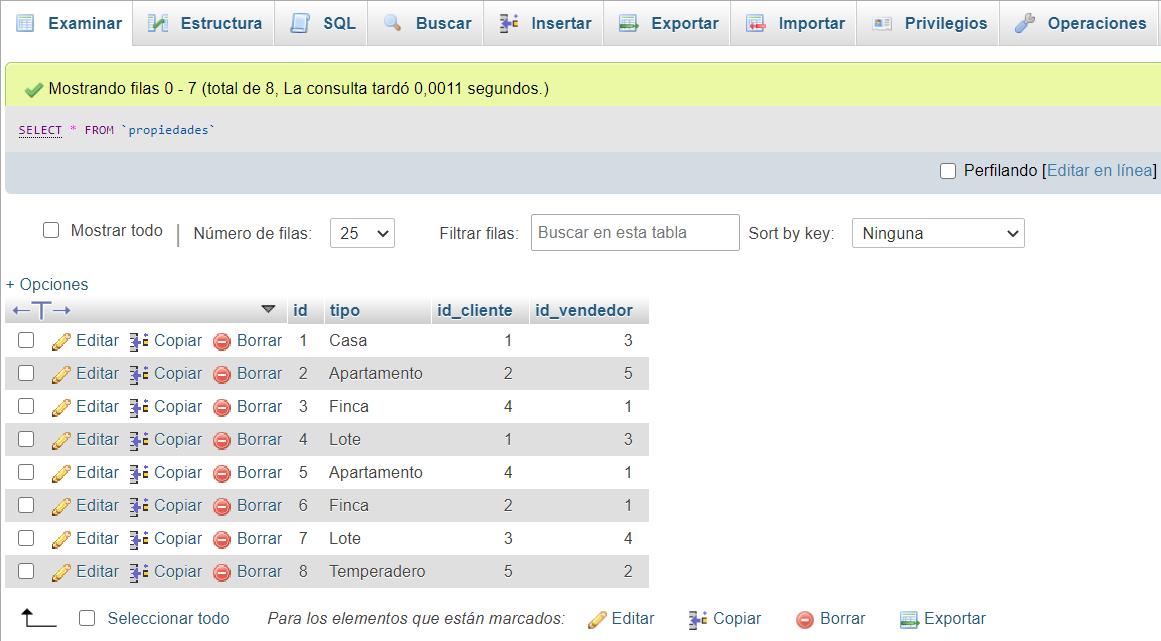 Examinar Estructura SQL Buscar Insertar Exportar Importar Privilegios Operaciones
Mostrando filas 0 - 7 (total de 8, La consulta tardó 0,0011 segundos.)
SELECT * FROM `propiedades`
Perfilando [Editar en línea]
Mostrar todo | Número de filas: 25 Filtrar filas: Buscar en esta tabla Sort by key: Ninguna
+ Opciones
←T→ id tipo id_cliente id_vendedor
Editar Copiar Borrar 1 Casa 1 3
Editar Copiar Borrar 2 Apartamento 2 5
Editar Copiar Borrar 3 Finca 4 1
Editar Copiar Borrar 4 Lote 1 3
Editar Copiar Borrar 5 Apartamento 4 1
Editar Copiar Borrar 6 Finca 2 1
Editar Copiar Borrar 7 Lote 3 4
Editar Copiar Borrar 8 Temperadero 5 2
Seleccionar todo Para los elementos que están marcados: Editar Copiar Borrar Exportar